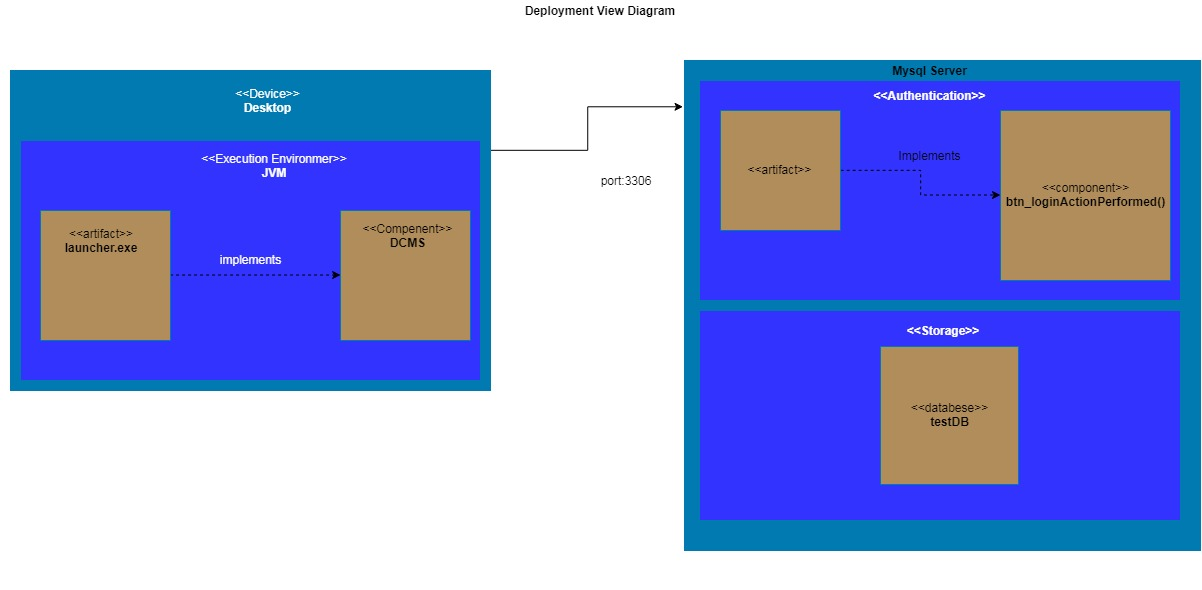 Deployment View Diagram
<<Device>>
Desktop
<<Execution Environmer>>
JVM
<<artifact>>
launcher.exe
implements
<<Compenent>>
DCMS
port:3306
Mysql Server
<<Authentication>>
<<artifact>>
Implements
<<component>>
btn_loginActionPerformed()
<<Storage>>
<<databese>>
testDB